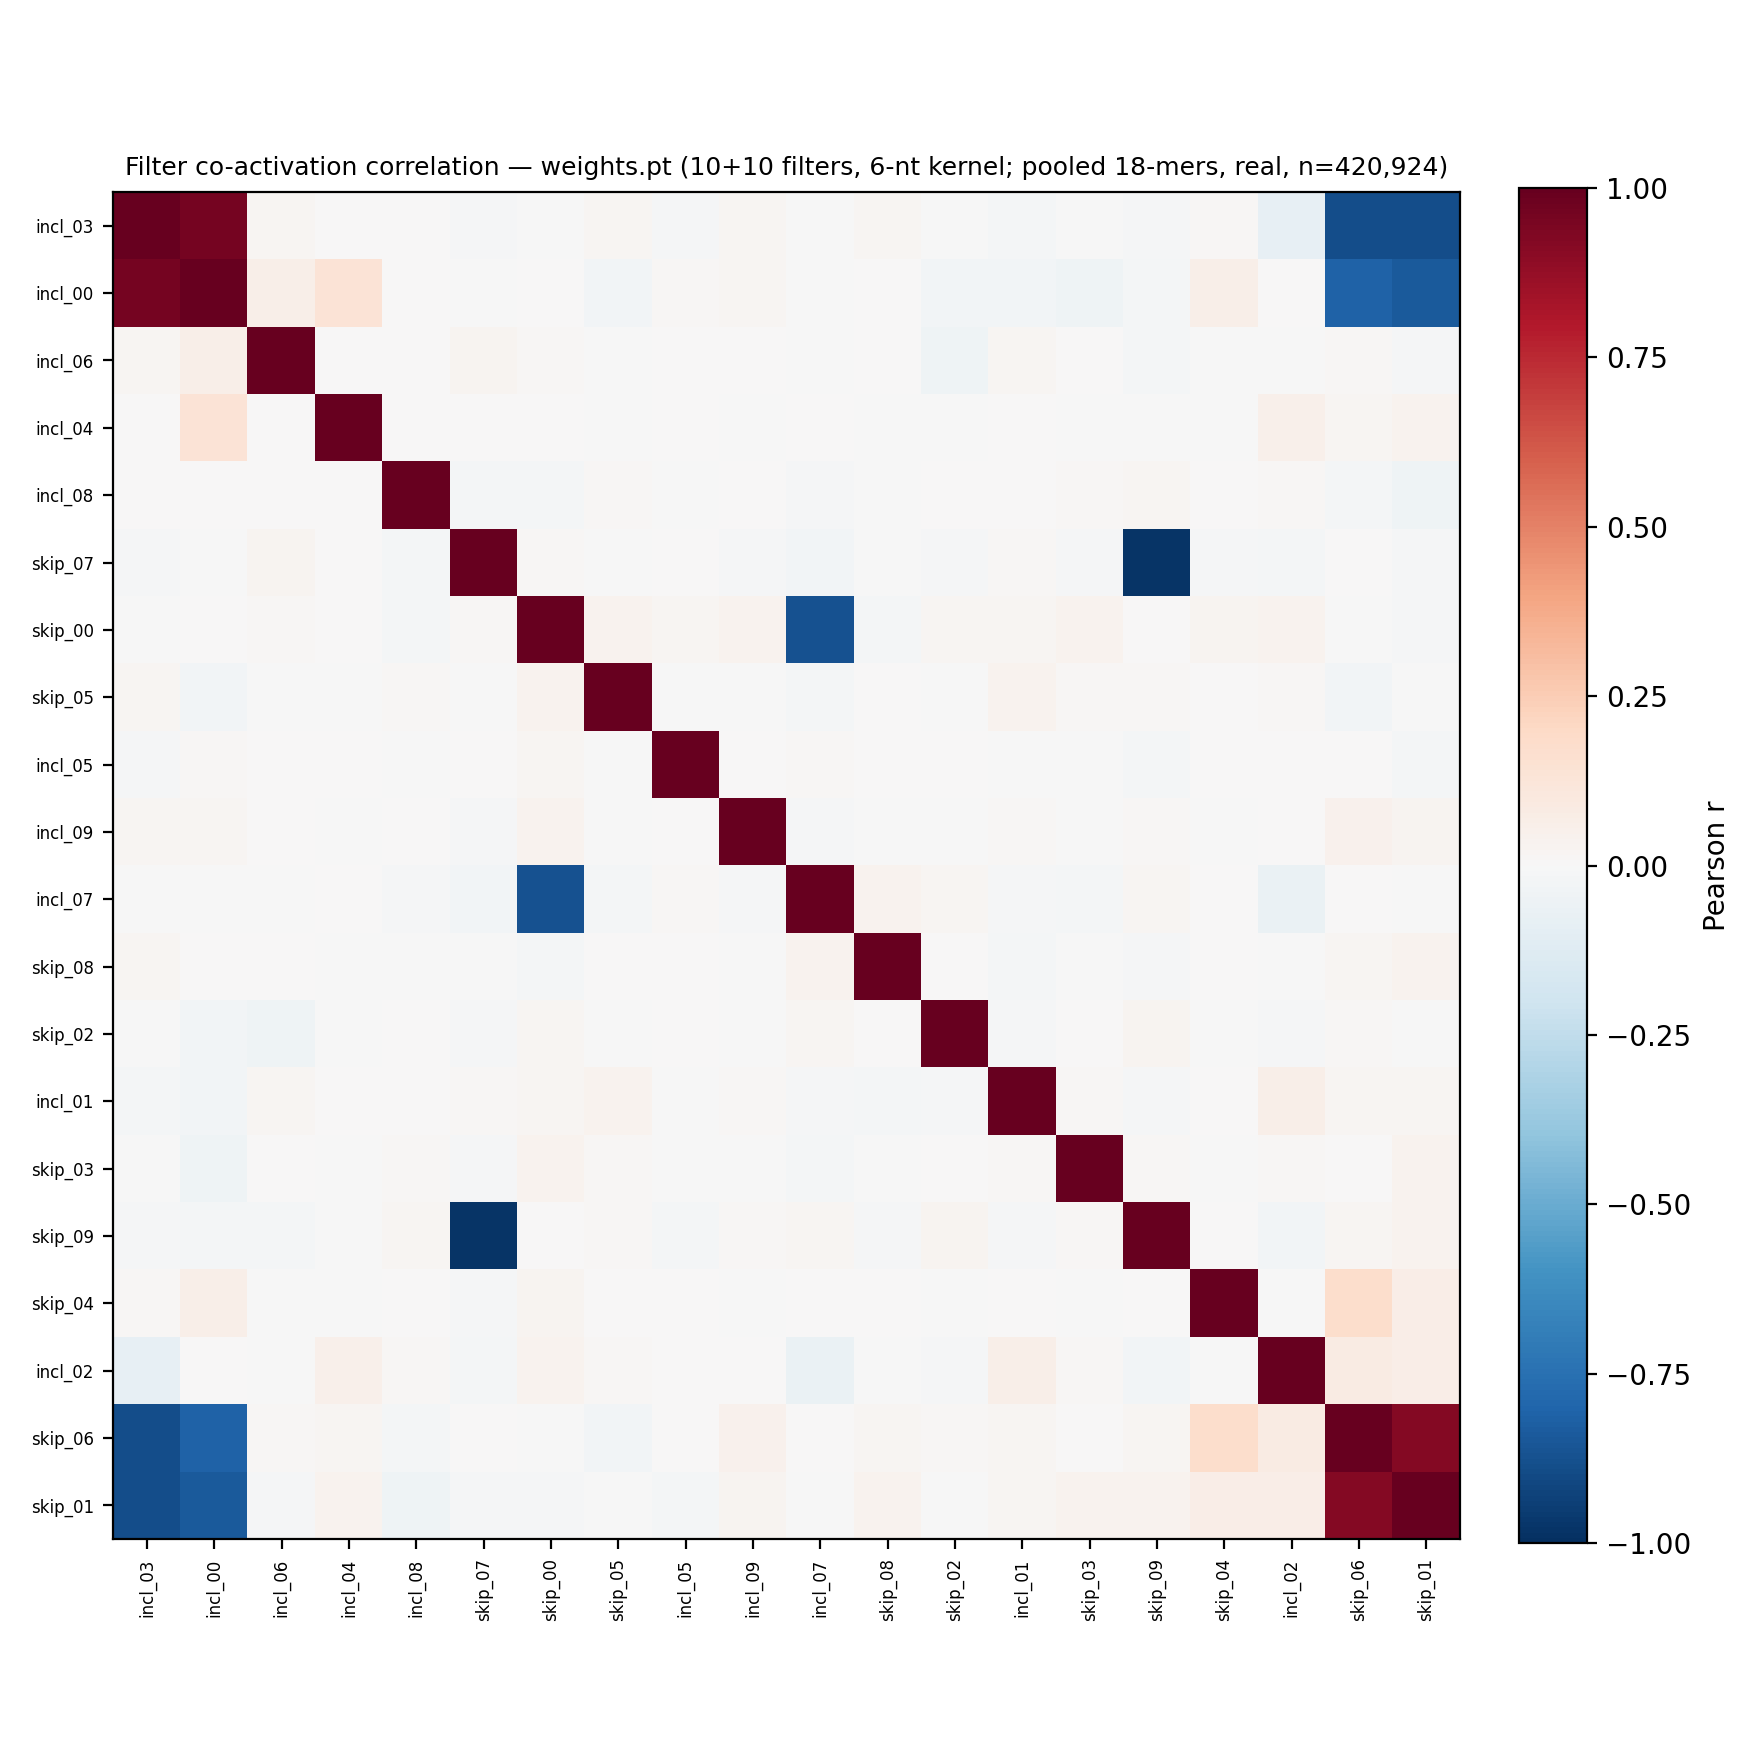 Filter co-activation correlation — weights.pt (10+10 filters, 6-nt kernel; pooled 18-mers, real, n=420,924)
incl_03
incl_00
incl_06
incl_04
incl_08
skip_07
skip_00
skip_05
incl_05
incl_09
incl_07
skip_08
skip_02
incl_01
skip_03
skip_09
skip_04
incl_02
skip_06
skip_01
incl_03
incl_00
incl_06
incl_04
incl_08
skip_07
skip_00
skip_05
incl_05
incl_09
incl_07
skip_08
skip_02
incl_01
skip_03
skip_09
skip_04
incl_02
skip_06
skip_01
1.00
0.75
0.50
0.25
0.00
−0.25
−0.50
−0.75
−1.00
Pearson r